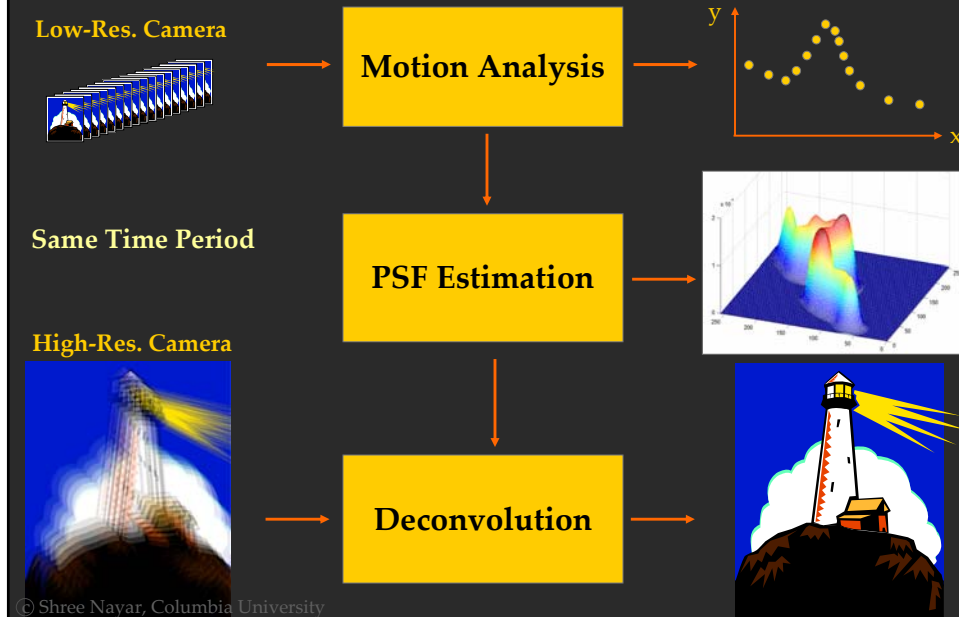 Low-Res. Camera
Motion Analysis
y
x
Same Time Period
PSF Estimation
High-Res. Camera
Deconvolution
© Shree Nayar, Columbia University